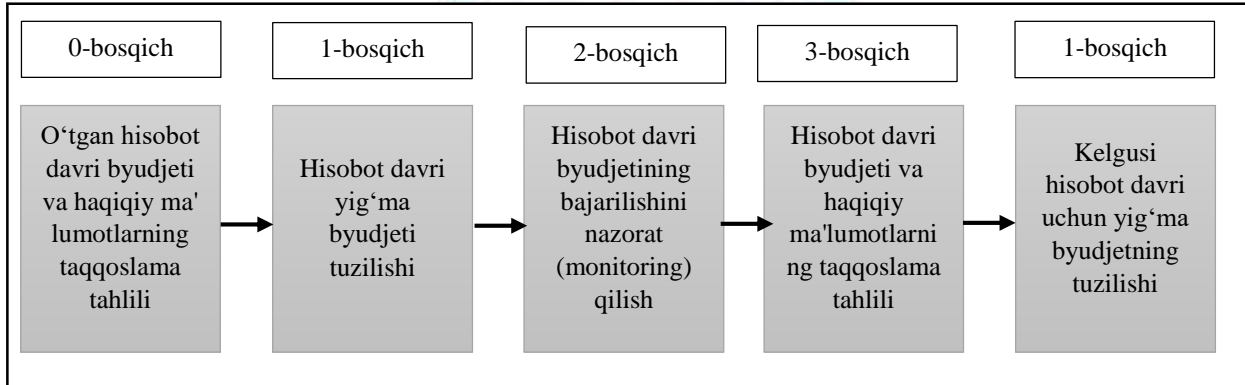 0-bosqich
1-bosqich
2-bosqich
3-bosqich
1-bosqich
O‘tgan hisobot
davri byudjeti
va haqiqiy ma'
lumotlarning
taqqoslama
tahlili
Hisobot davri
yig‘ma
byudjeti
tuzilishi
Hisobot davri
byudjetining
bajarilishini
nazorat
(monitoring)
qilish
Hisobot davri
byudjeti va
haqiqiy
ma'lumotlarni
ng taqqoslama
tahlili
Kelgusi
hisobot davri
uchun yig‘ma
byudjetning
tuzilishi